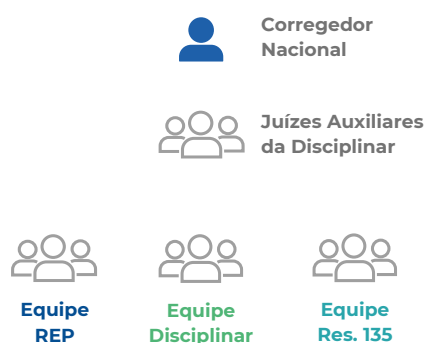 Corregedor
Nacional
Juízes Auxiliares
da Disciplinar
Equipe
REP
Equipe
Disciplinar
Equipe
Res. 135